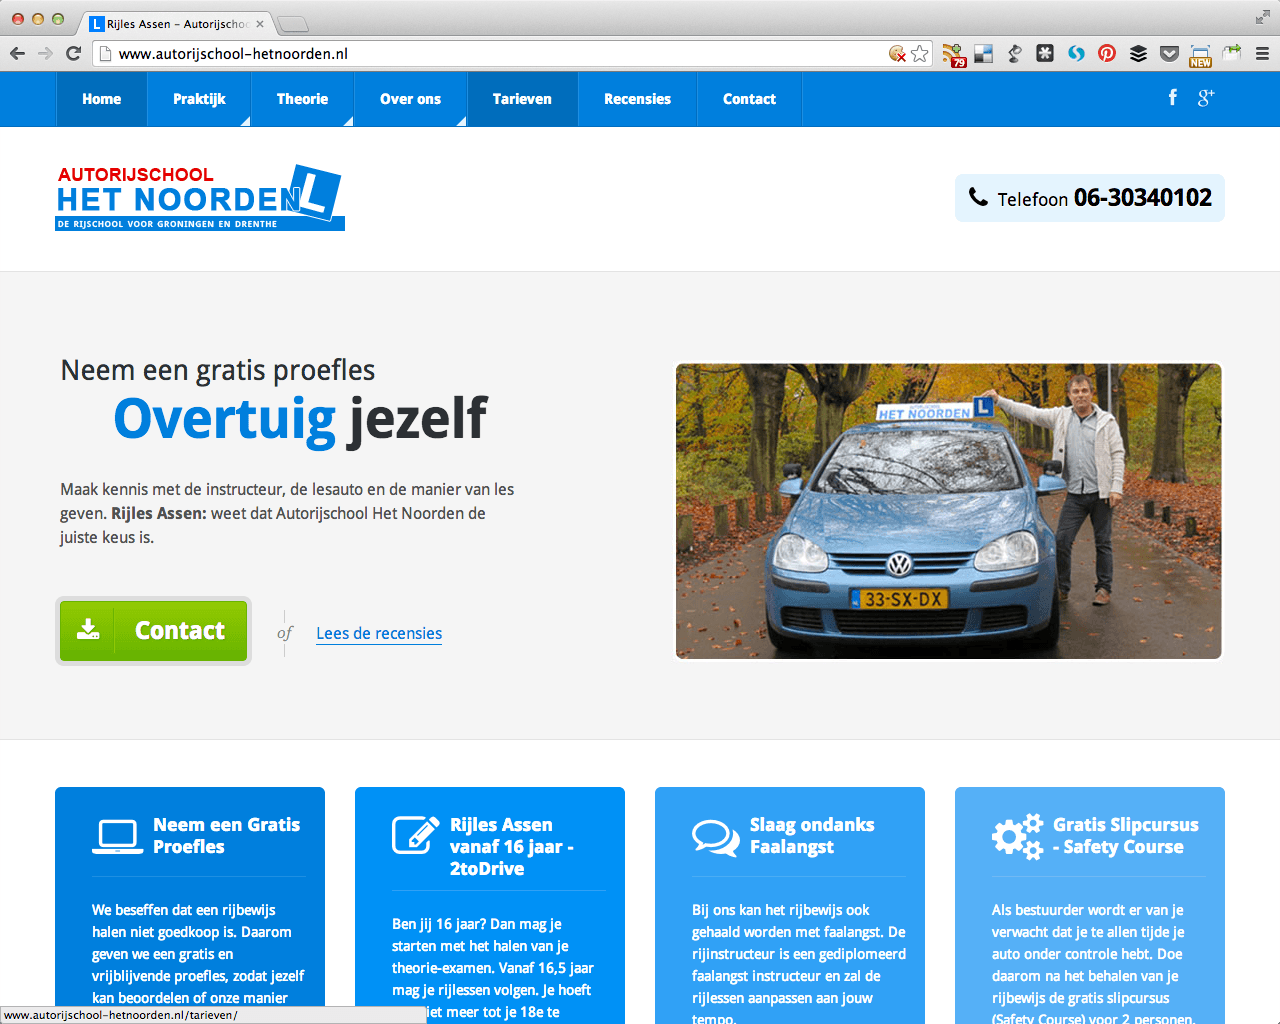 Rijles Assen – Autorijschoo
www.autorijschool-hetnoorden.nl
79
NEW
Home
Praktijk
Theorie
Over ons
Tarieven
Recensies
Contact
f
g+
AUTORIJSCHOOL
HET NOORDEN
L
DE RIJSCHOOL VOOR GRONINGEN EN DRENTHE
Telefoon 06-30340102
Neem een gratis proefles
Overtuig jezelf
Maak kennis met de instructeur, de lesauto en de manier van les
geven. Rijles Assen: weet dat Autorijschool Het Noorden de
juiste keus is.
Contact
of
Lees de recensies
HET NOORDEN L
33-SX-DX
Neem een Gratis
Proefles
We beseffen dat een rijbewijs
halen niet goedkoop is. Daarom
geven we een gratis en
vrijblijvende proefles, zodat jezelf
kan beoordelen of onze manier
Rijles Assen
vanaf 16 jaar -
2toDrive
Ben jij 16 jaar? Dan mag je
starten met het halen van je
theorie-examen. Vanaf 16,5 jaar
mag je rijlessen volgen. Je hoeft
iet meer tot je 18e te
Slaag ondanks
Faalangst
Bij ons kan het rijbewijs ook
gehaald worden met faalangst. De
rijinstructeur is een gediplomeerd
faalangst instructeur en zal de
rijlessen aanpassen aan jouw
tempo.
Gratis Slipcursus
- Safety Course
Als bestuurder wordt er van je
verwacht dat je te allen tijde je
auto onder controle hebt. Doe
daarom na het behalen van je
rijbewijs de gratis slipcursus
(Safety Course) voor 2 personen.
www.autorijschool-hetnoorden.nl/tarieven/